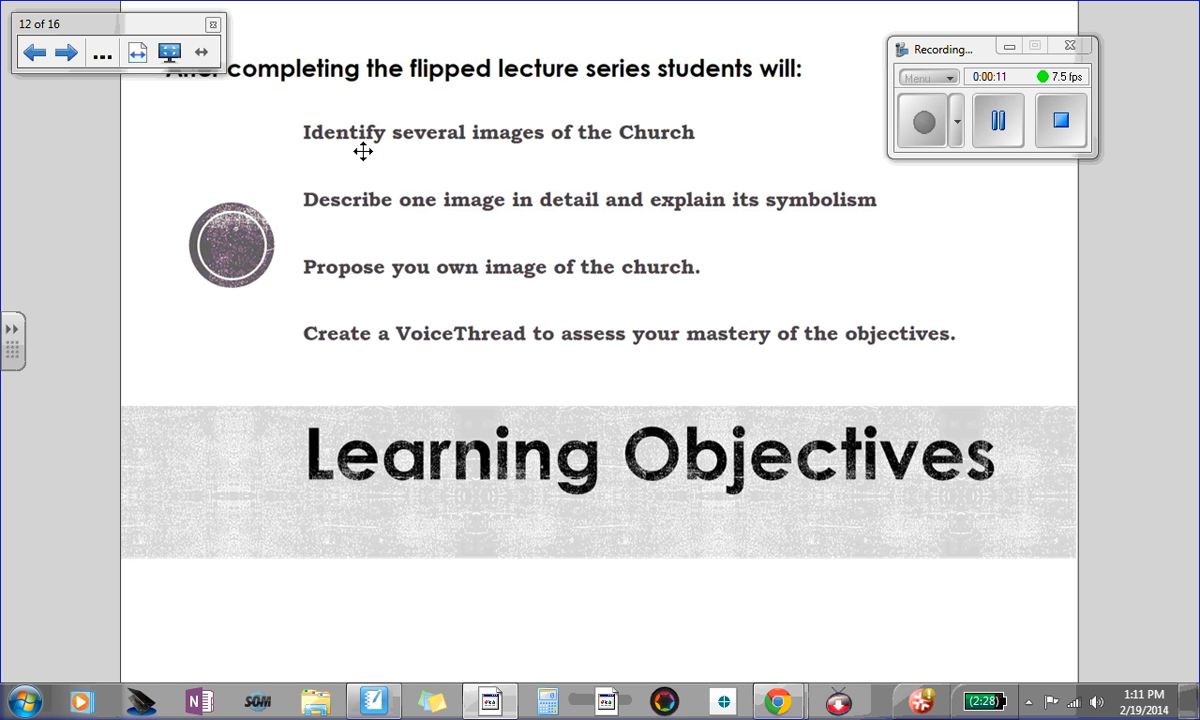 12 of 16
Recording...
After completing the flipped lecture series students will:
Menu
0:00:11
7.5 fps
Identify several images of the Church
Describe one image in detail and explain its symbolism
Propose you own image of the church.
Create a VoiceThread to assess your mastery of the objectives.
Learning Objectives
SOM
(2:28)
1:11 PM
2/19/2014